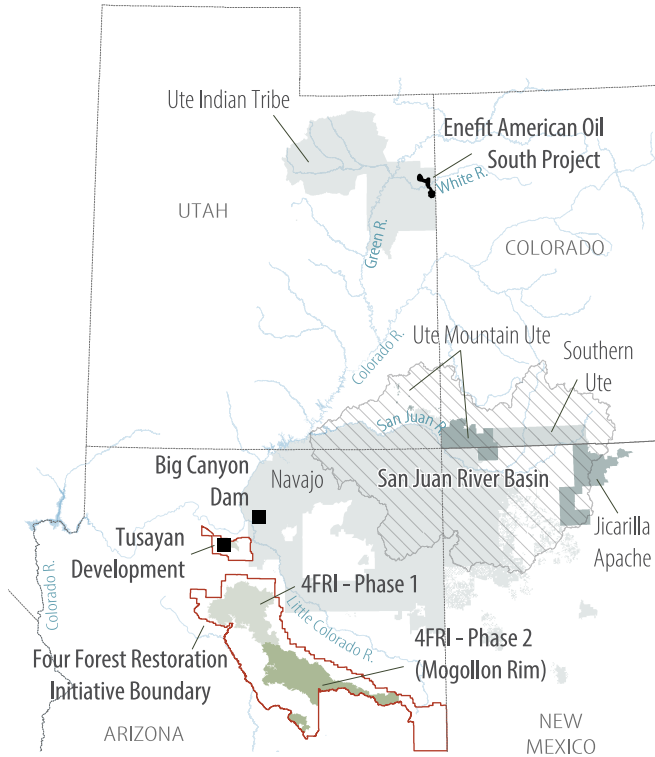 Ute Indian Tribe
Enefit American Oil
South Project
White R.
UTAH
Green R.
COLORADO
Colorado R.
Ute Mountain Ute
Southern
Ute
San Juan R
Big Canyon
Dam
Navajo
San Juan River Basin
Jicarilla
Apache
Tusayan
Development
Colorado R.
4FRI - Phase 1
Little Colorado R.
4FRI - Phase 2
(Mogollon Rim)
Four Forest Restoration
Initiative Boundary
ARIZONA
NEW
MEXICO